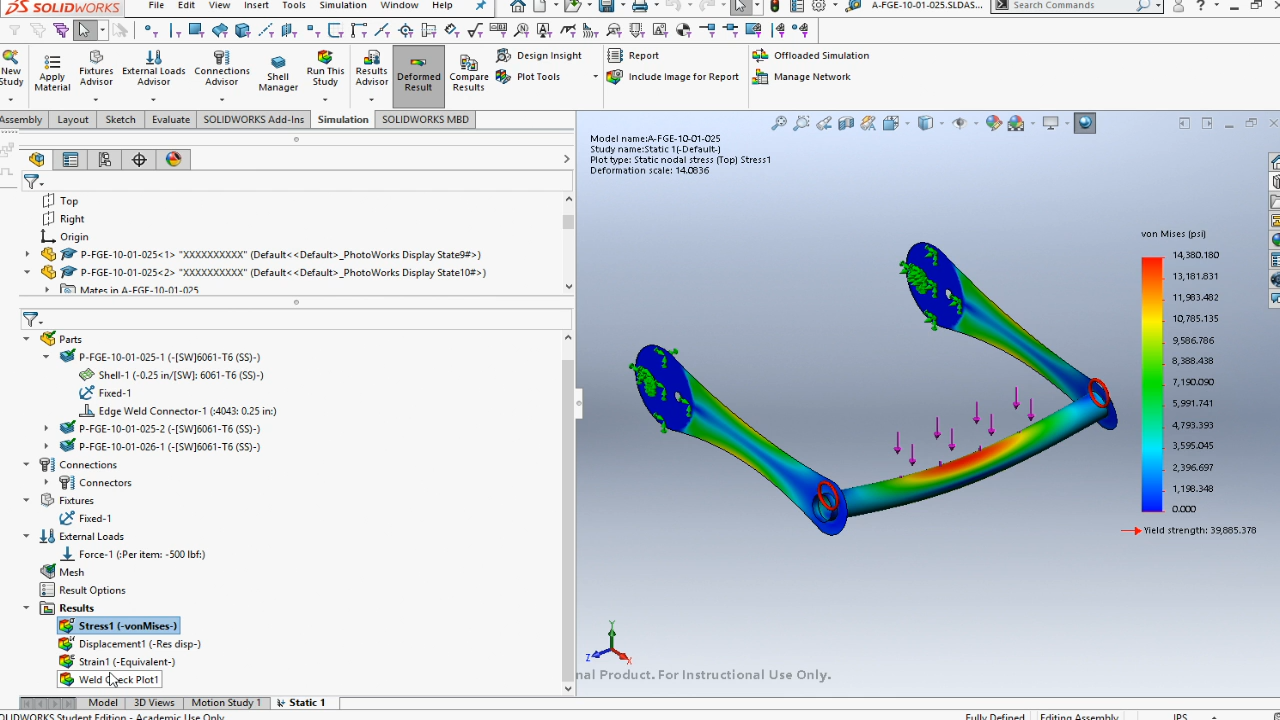 SOLIDWORKS File Edit View Insert Tools Simulation Window Help A-FGE-10-01-025.SLDAS... Search Commands
New Study
Apply Material
Fixtures Advisor
External Loads Advisor
Connections Advisor
Shell Manager
Run This Study
Results Advisor
Deformed Result
Compare Results
Design Insight
Plot Tools
Report
Include Image for Report
Offloaded Simulation
Manage Network
Assembly Layout Sketch Evaluate SOLIDWORKS Add-Ins Simulation SOLIDWORKS MBD
Top
Right
Origin
P-FGE-10-01-025<1> "XXXXXXXXXX" (Default<<Default>_PhotoWorks Display State9#>)
P-FGE-10-01-025<2> "XXXXXXXXXX" (Default<<Default>_PhotoWorks Display State10#>)
Mates in A-FGE-10-01-025
Parts
P-FGE-10-01-025-1 (-[SW]6061-T6 (SS)-)
Shell-1 (-0.25 in/[SW]: 6061-T6 (SS)-)
Fixed-1
Edge Weld Connector-1 (:4043: 0.25 in:)
P-FGE-10-01-025-2 (-[SW]6061-T6 (SS)-)
P-FGE-10-01-026-1 (-[SW]6061-T6 (SS)-)
Connections
Connectors
Fixtures
Fixed-1
External Loads
Force-1 (:Per item: -500 lbf:)
Mesh
Result Options
Results
Stress1 (-vonMises-)
Displacement1 (-Res disp-)
Strain1 (-Equivalent-)
Weld Check Plot1
Model name:A-FGE-10-01-025
Study name:Static 1(-Default-)
Plot type: Static nodal stress (Top) Stress1
Deformation scale: 14.0836
von Mises (psi)
14,380.180
13,181.831
11,983.482
10,785.135
9,586.786
8,388.438
7,190.090
5,991.741
4,793.393
3,595.045
2,396.697
1,198.348
0.000
Yield strength: 39,885.378
Y
Z X
nal Product. For Instructional Use Only.
Model 3D Views Motion Study 1 Static 1
SOLIDWORKS Student Edition - Academic Use Only Fully Defined Editing Assembly IPS